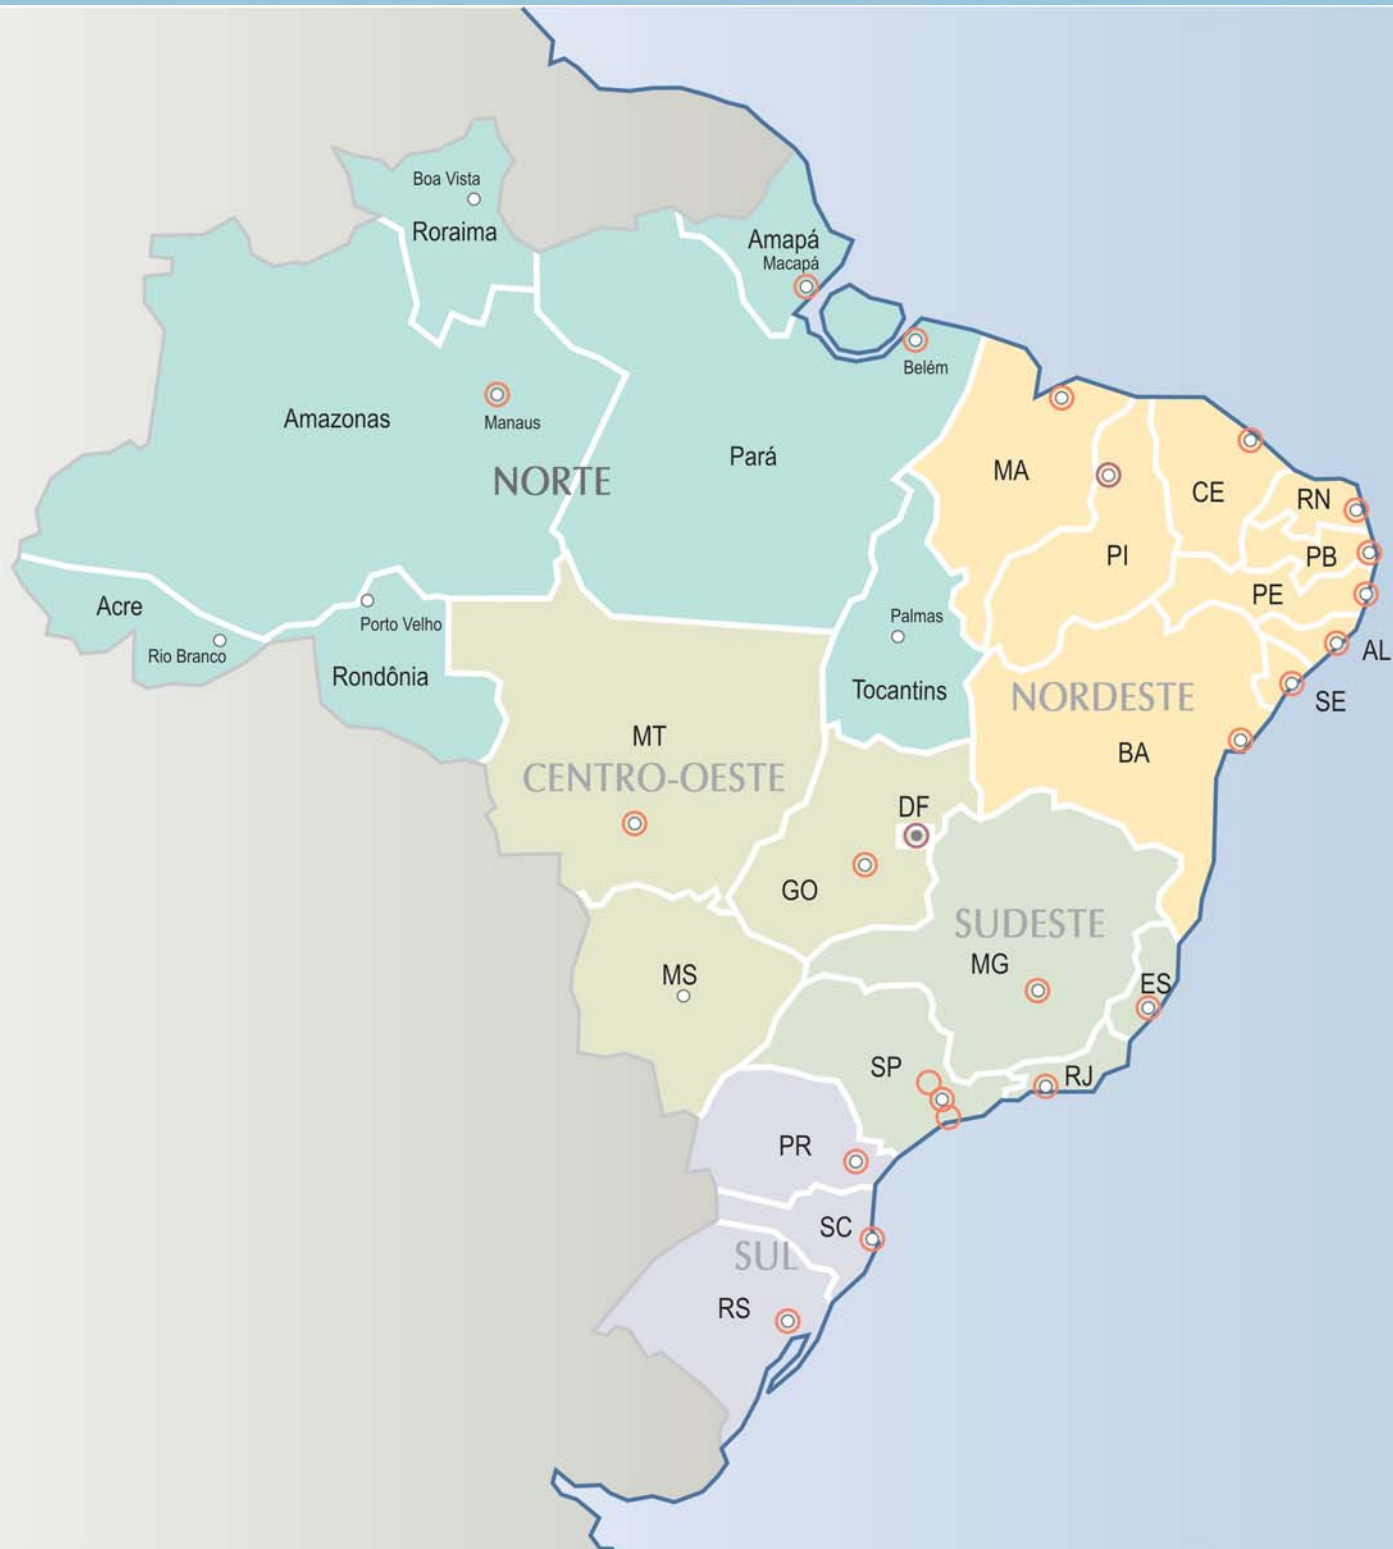 Boa Vista
Roraima
Amapá
Macapá
Belém
Amazonas
Manaus
NORTE
Pará
MA
CE
RN
PI
PB
PE
Acre
Rio Branco
Porto Velho
Rondônia
Palmas
Tocantins
AL
SE
NORDESTE
BA
MT
CENTRO-OESTE
DF
GO
SUDESTE
MG
MS
ES
SP
RJ
PR
SC
SUL
RS